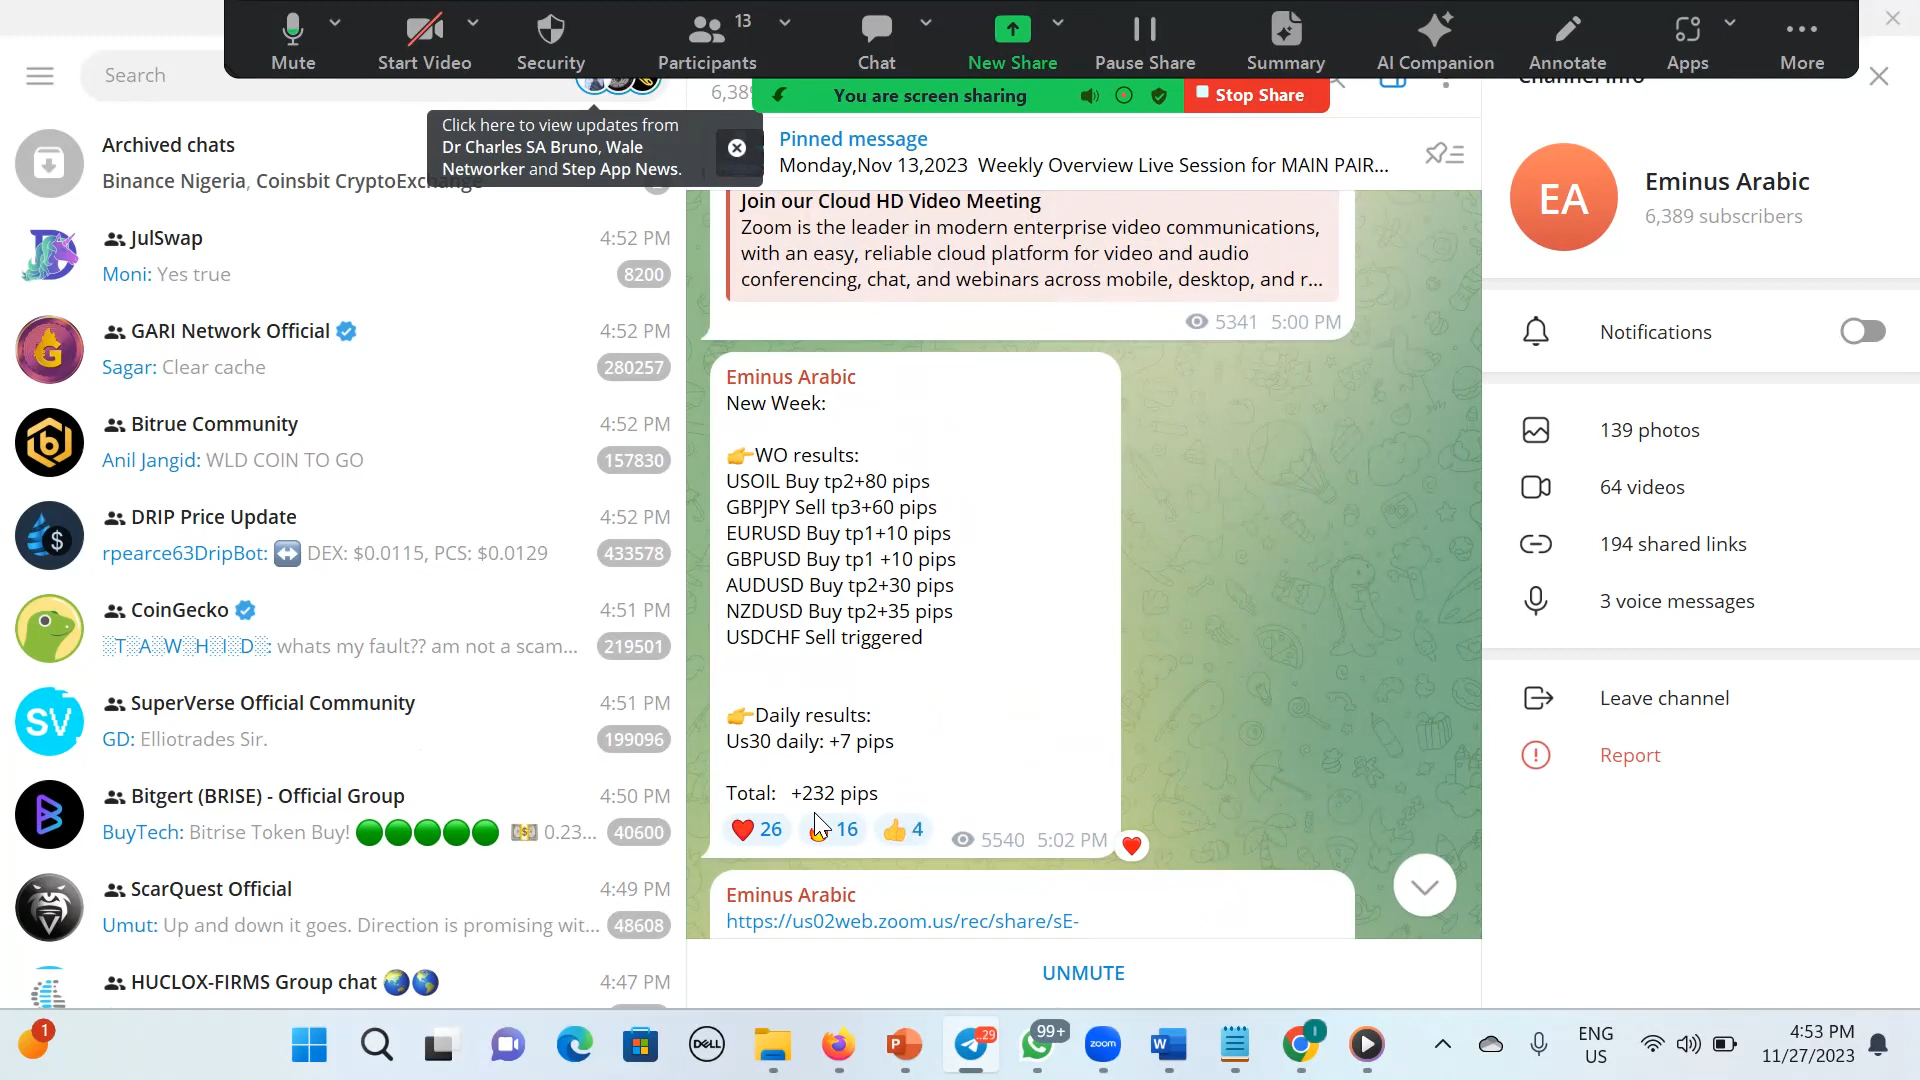 Mute
Start Video
Security
13
Participants
Chat
New Share
Pause Share
Summary
AI Companion
Annotate
Apps
More
You are screen sharing
Stop Share
Search
Click here to view updates from
Dr Charles SA Bruno, Wale
Networker and Step App News.
Archived chats
Binance Nigeria, Coinsbit CryptoExchange
JulSwap
4:52 PM
Moni: Yes true
8200
GARI Network Official
4:52 PM
Sagar: Clear cache
280257
Bitrue Community
4:52 PM
Anil Jangid: WLD COIN TO GO
157830
DRIP Price Update
4:52 PM
rpearce63DripBot: ↔ DEX: $0.0115, PCS: $0.0129
433578
CoinGecko
4:51 PM
░T░A░W░H░I░D░: whats my fault?? am not a scam...
219501
SV
SuperVerse Official Community
4:51 PM
GD: Elliotrades Sir.
199096
Bitgert (BRISE) - Official Group
4:50 PM
BuyTech: Bitrise Token Buy! 🟢🟢🟢🟢🟢 💵 0.23...
40600
ScarQuest Official
4:49 PM
Umut: Up and down it goes. Direction is promising wit...
48608
HUCLOX-FIRMS Group chat 🌏🌎
4:47 PM
6,389
Pinned message
Monday,Nov 13,2023 Weekly Overview Live Session for MAIN PAIR...
Join our Cloud HD Video Meeting
Zoom is the leader in modern enterprise video communications,
with an easy, reliable cloud platform for video and audio
conferencing, chat, and webinars across mobile, desktop, and r...
5341 5:00 PM
Eminus Arabic
New Week:
👉WO results:
USOIL Buy tp2+80 pips
GBPJPY Sell tp3+60 pips
EURUSD Buy tp1+10 pips
GBPUSD Buy tp1 +10 pips
AUDUSD Buy tp2+30 pips
NZDUSD Buy tp2+35 pips
USDCHF Sell triggered
👉Daily results:
Us30 daily: +7 pips
Total: +232 pips
❤️ 26 🔥 16 👍 4
5540 5:02 PM
Eminus Arabic
https://us02web.zoom.us/rec/share/sE-
UNMUTE
Channel Info
EA
Eminus Arabic
6,389 subscribers
Notifications
139 photos
64 videos
194 shared links
3 voice messages
Leave channel
Report
1
DELL
P
..29
99+
zoom
W
1
ENG
US
4:53 PM
11/27/2023